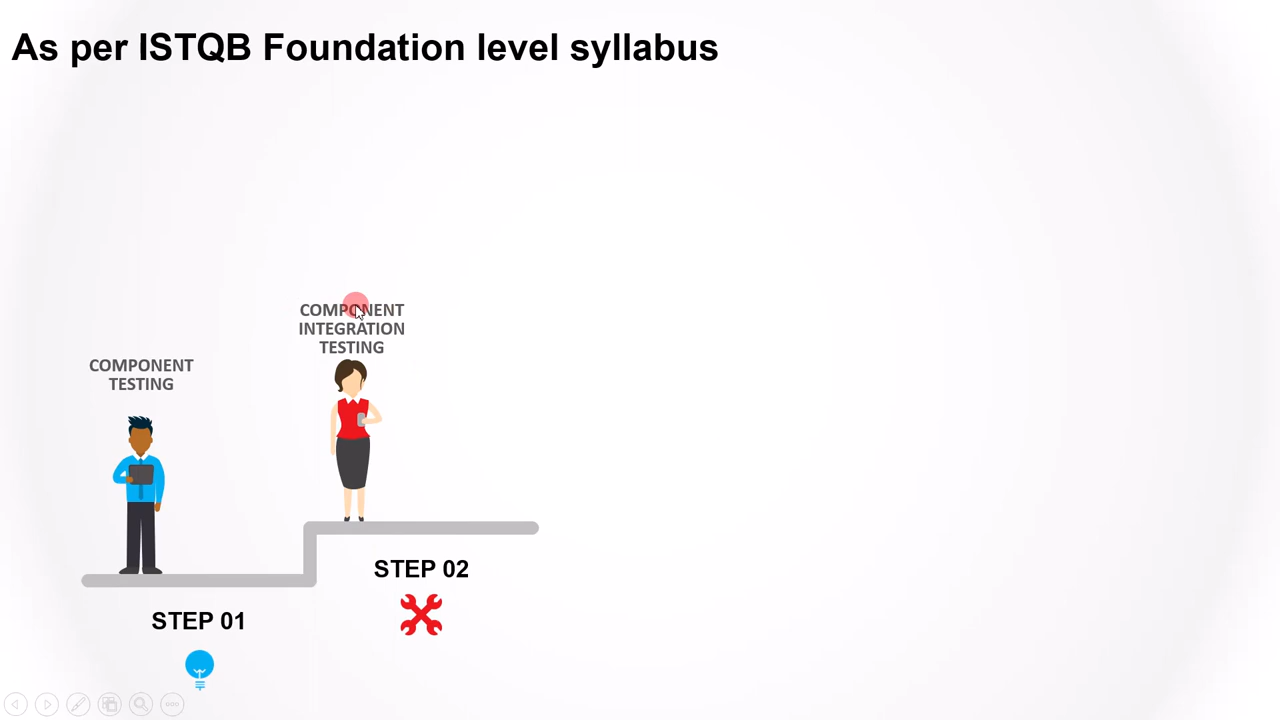 As per ISTQB Foundation level syllabus
COMPONENT
INTEGRATION
TESTING
COMPONENT
TESTING
STEP 02
STEP 01